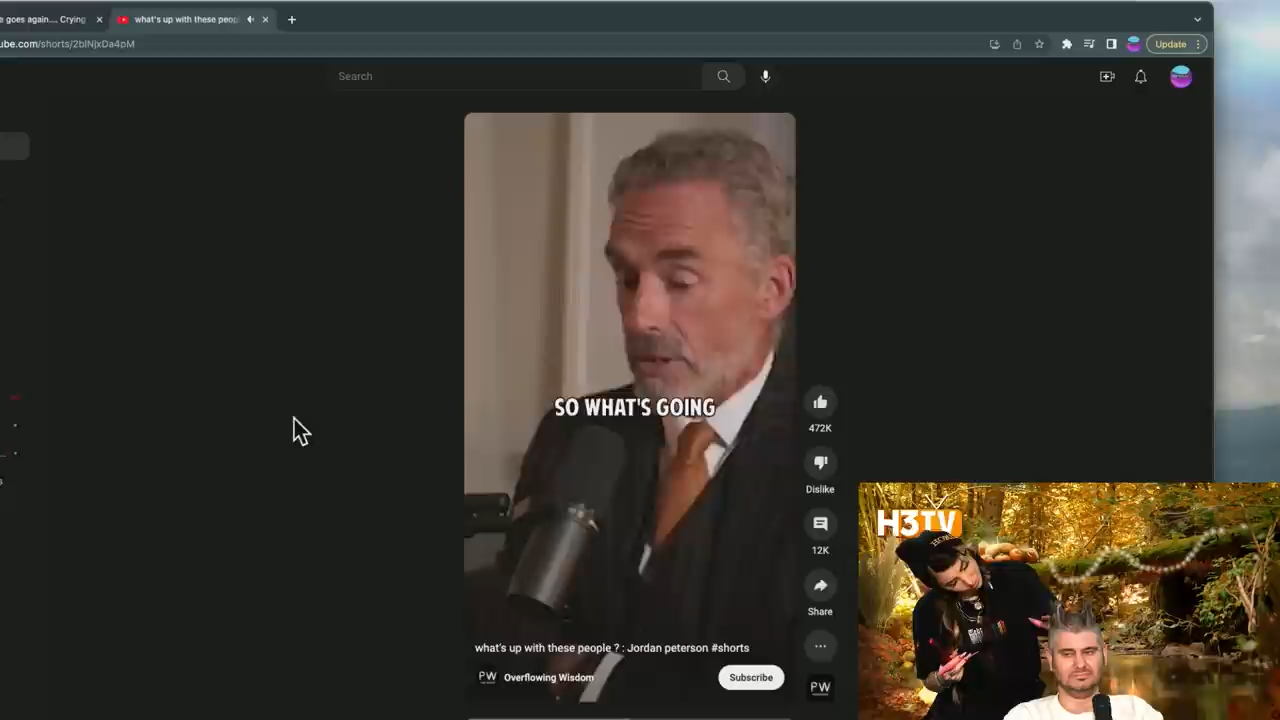 e goes again.... Crying
what's up with these peop
ube.com/shorts/2blNjxDa4pM
Update
Search
SO WHAT'S GOING
472K
Dislike
12K
Share
what's up with these people ? : Jordan peterson #shorts
PW
Overflowing Wisdom
Subscribe
PW
H3TV